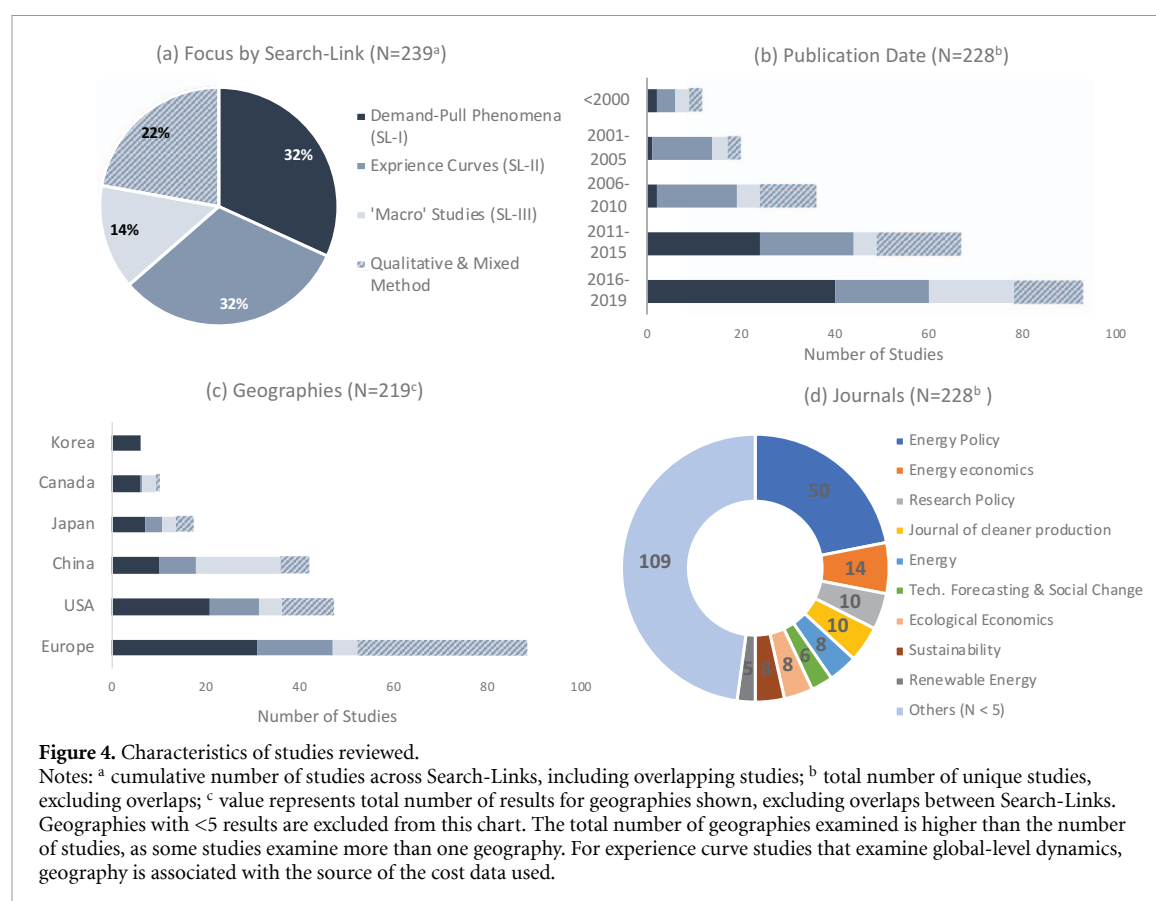 (a) Focus by Search-Link (N=239a)
22%
32%
14%
32%
Demand-Pull Phenomena
(SL-I)
Exprience Curves (SL-II)
'Macro' Studies (SL-III)
Qualitative & Mixed
Method
(b) Publication Date (N=228b)
<2000
2001-
2005
2006-
2010
2011-
2015
2016-
2019
0 20 40 60 80 100
Number of Studies
(c) Geographies (N=219c)
Korea
Canada
Japan
China
USA
Europe
0 20 40 60 80 100
Number of Studies
(d) Journals (N=228b )
50
14
10
10
8
6
8
8
5
109
Energy Policy
Energy economics
Research Policy
Journal of cleaner production
Energy
Tech. Forecasting & Social Change
Ecological Economics
Sustainability
Renewable Energy
Others (N < 5)
Figure 4. Characteristics of studies reviewed.
Notes: a cumulative number of studies across Search-Links, including overlapping studies; b total number of unique studies,
excluding overlaps; c value represents total number of results for geographies shown, excluding overlaps between Search-Links.
Geographies with <5 results are excluded from this chart. The total number of geographies examined is higher than the number
of studies, as some studies examine more than one geography. For experience curve studies that examine global-level dynamics,
geography is associated with the source of the cost data used.